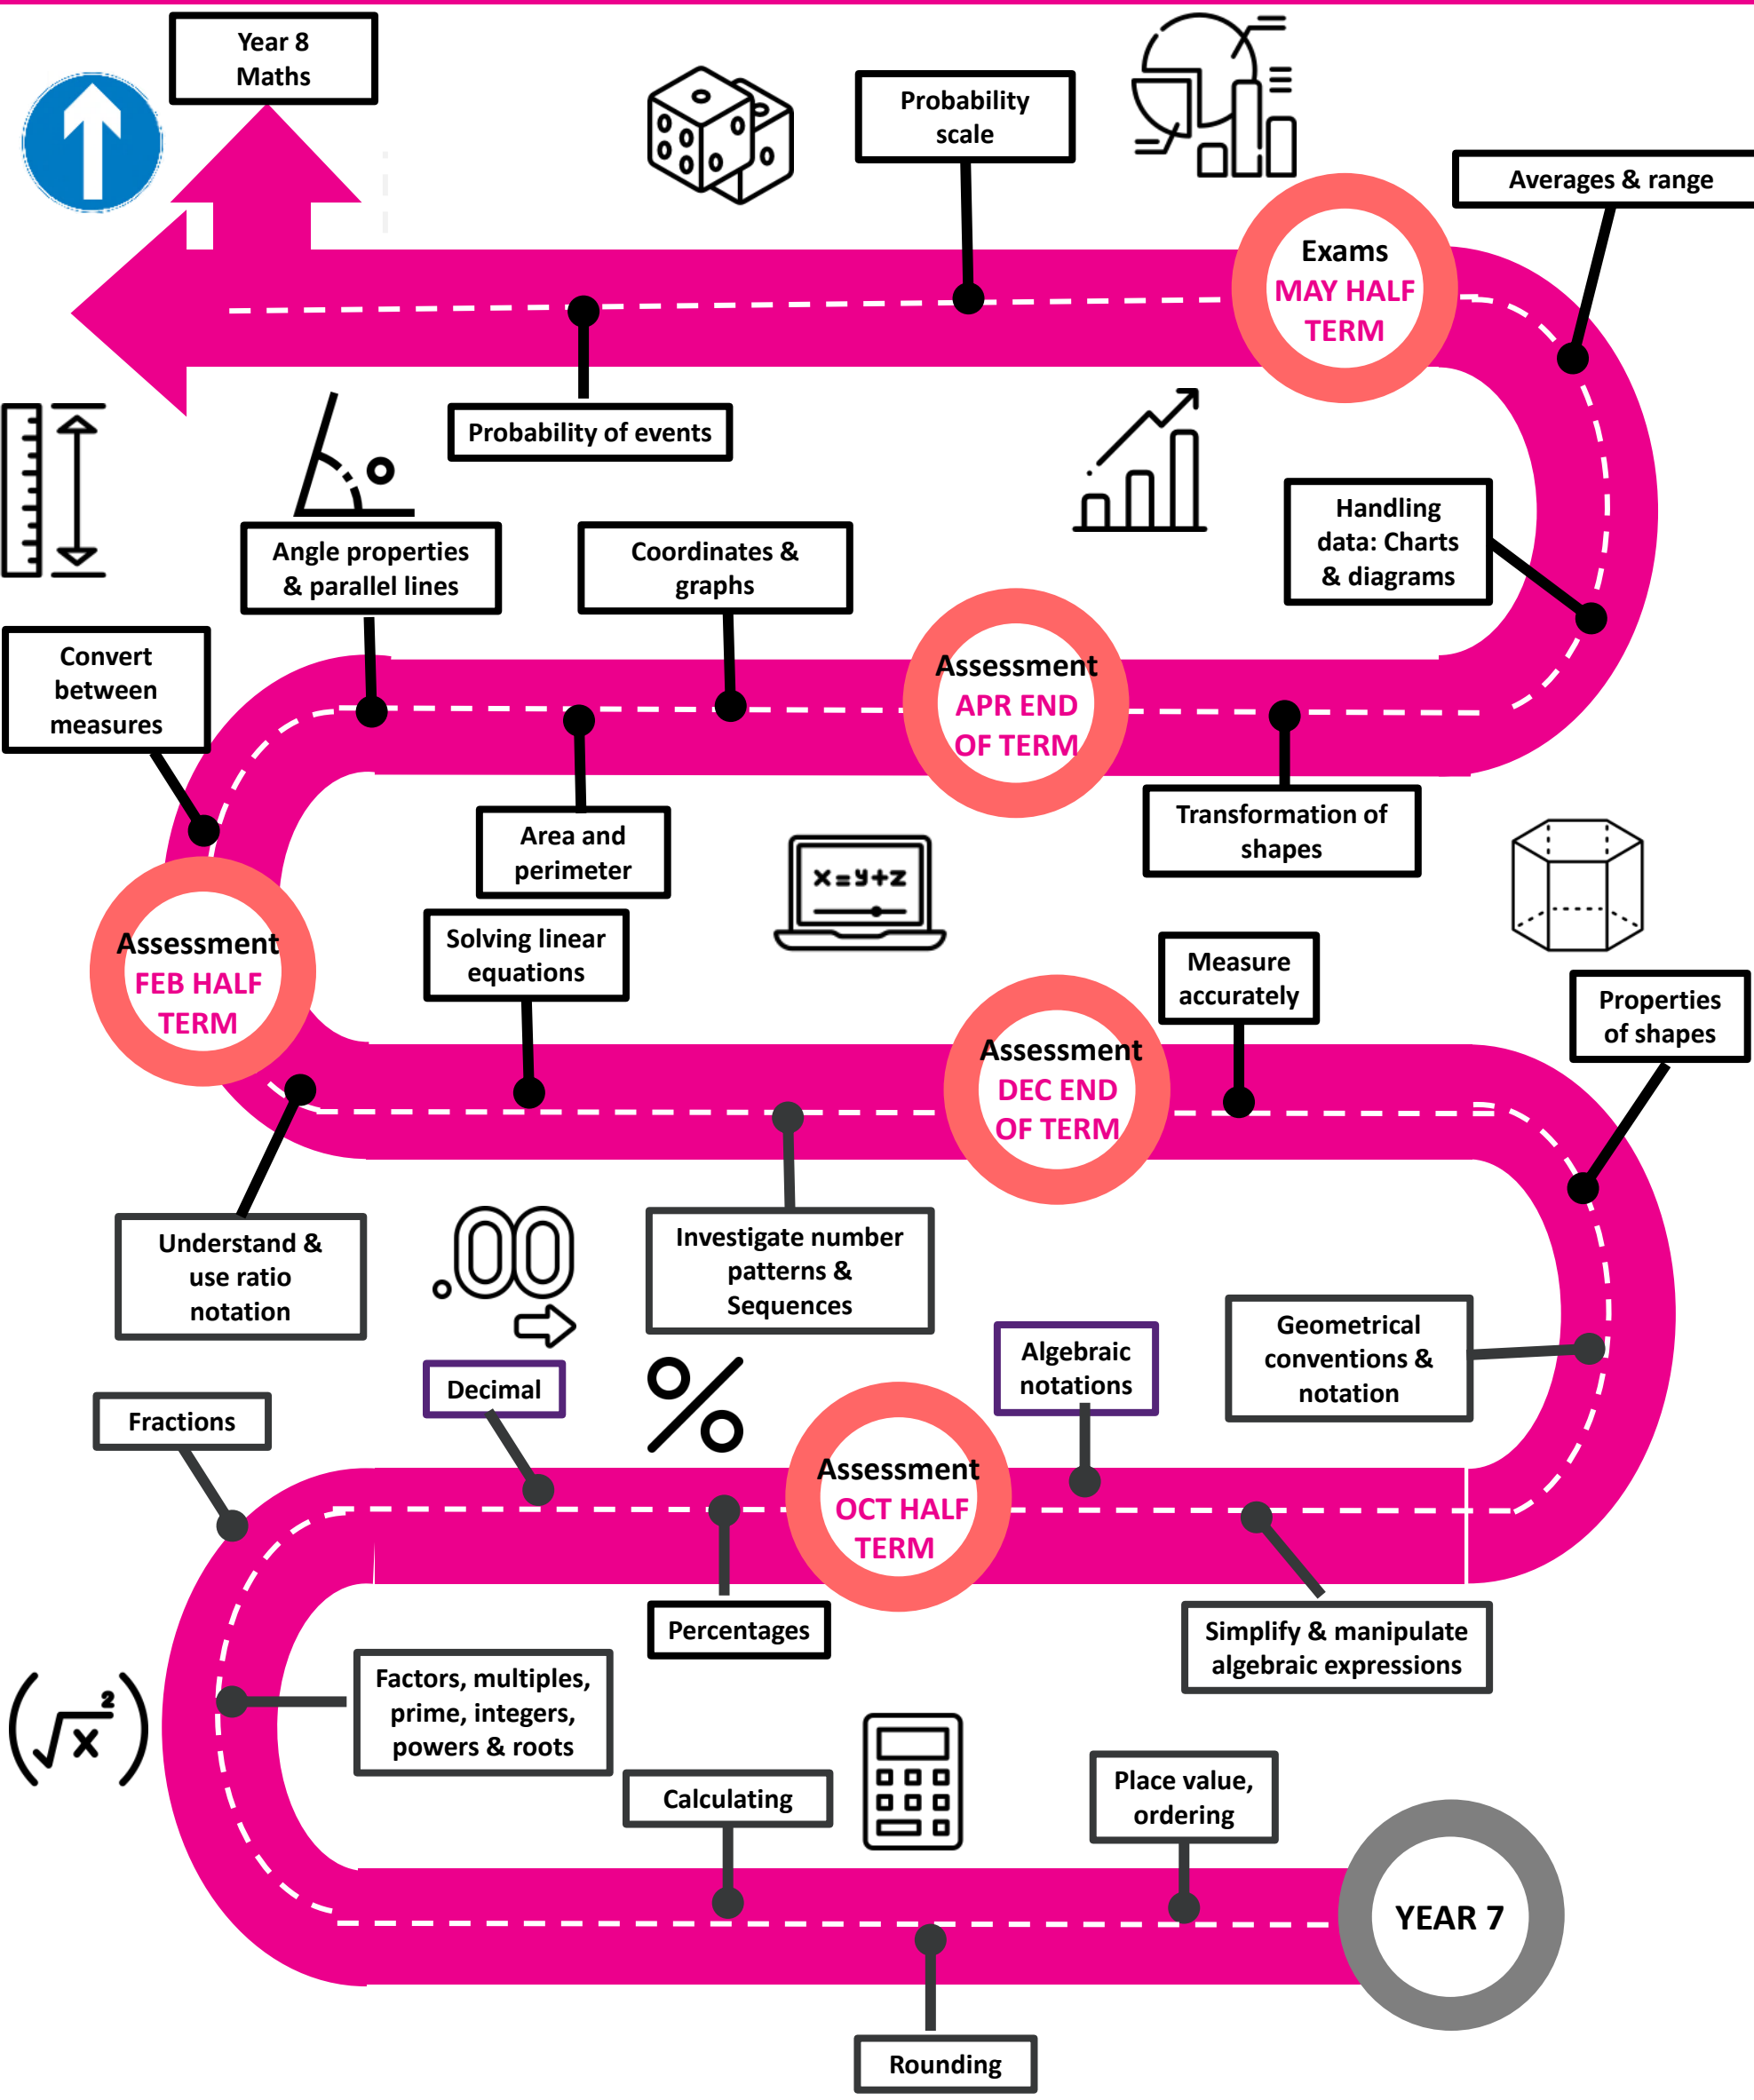 Year 8
Maths
Probability
scale
Averages & range
Exams
MAY HALF
TERM
Probability of events
Handling
data: Charts
& diagrams
Angle properties
& parallel lines
Coordinates &
graphs
Convert
between
measures
Assessment
APR END
OF TERM
Transformation of
shapes
Area and
perimeter
x=y+z
Solving linear
equations
Assessment
FEB HALF
TERM
Measure
accurately
Properties
of shapes
Assessment
DEC END
OF TERM
Understand &
use ratio
notation
.00
Investigate number
patterns &
Sequences
Geometrical
conventions &
notation
Algebraic
notations
Decimal
%
Fractions
Assessment
OCT HALF
TERM
Percentages
Simplify & manipulate
algebraic expressions
Factors, multiples,
prime, integers,
powers & roots
(√x²)
Calculating
Place value,
ordering
YEAR 7
Rounding